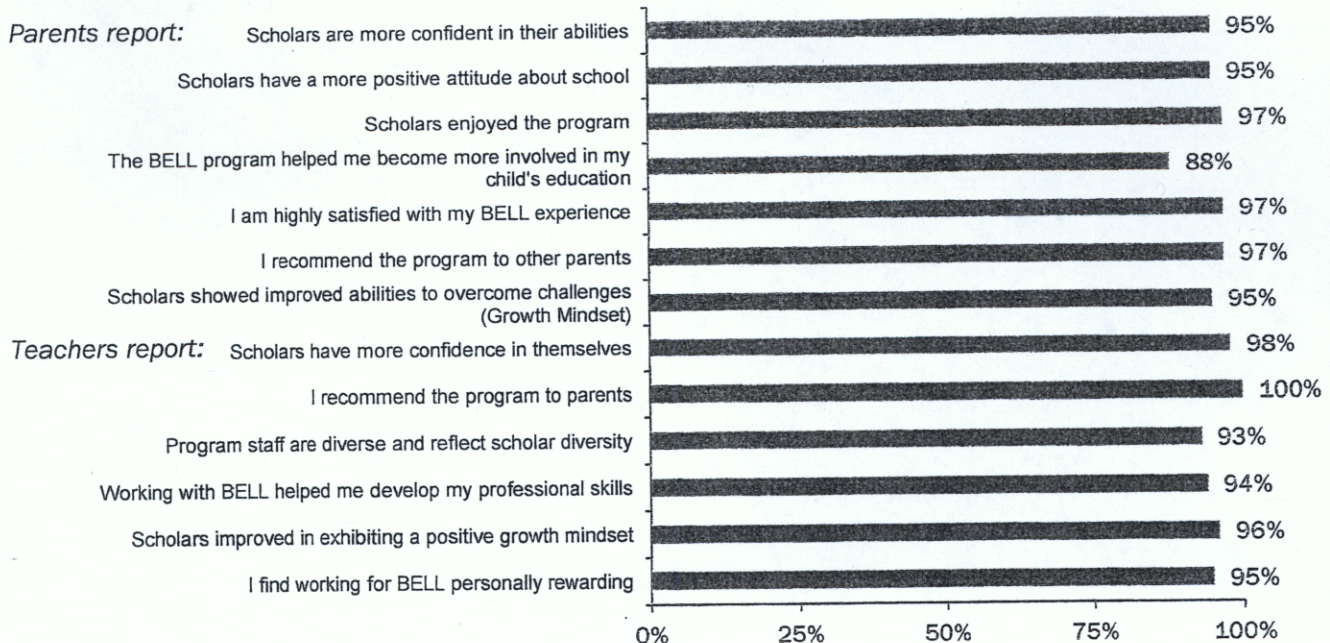 Parents report: Scholars are more confident in their abilities 95%
Scholars have a more positive attitude about school 95%
Scholars enjoyed the program 97%
The BELL program helped me become more involved in my
child's education 88%
I am highly satisfied with my BELL experience 97%
I recommend the program to other parents 97%
Scholars showed improved abilities to overcome challenges
(Growth Mindset) 95%
Teachers report: Scholars have more confidence in themselves 98%
I recommend the program to parents 100%
Program staff are diverse and reflect scholar diversity 93%
Working with BELL helped me develop my professional skills 94%
Scholars improved in exhibiting a positive growth mindset 96%
I find working for BELL personally rewarding 95%
0% 25% 50% 75% 100%